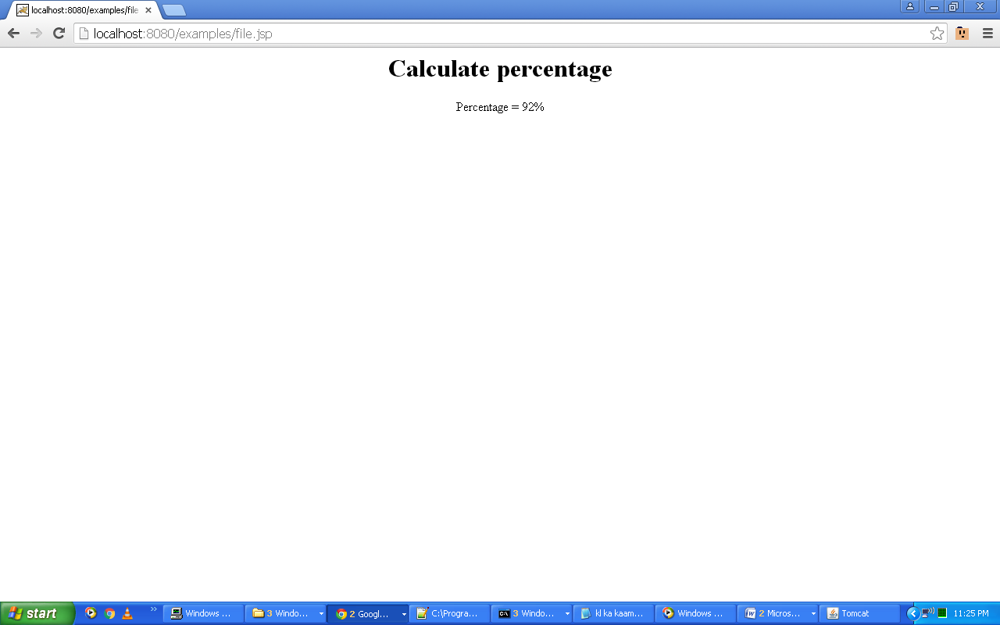 localhost:8080/examples/file
localhost:8080/examples/file.jsp
Calculate percentage
Percentage = 92%
start
»
Windows ...
3 Windo...
2 Googl...
C:\Progra...
3 Windo...
kl ka kaam...
Windows ...
2 Micros...
Tomcat
11:25 PM